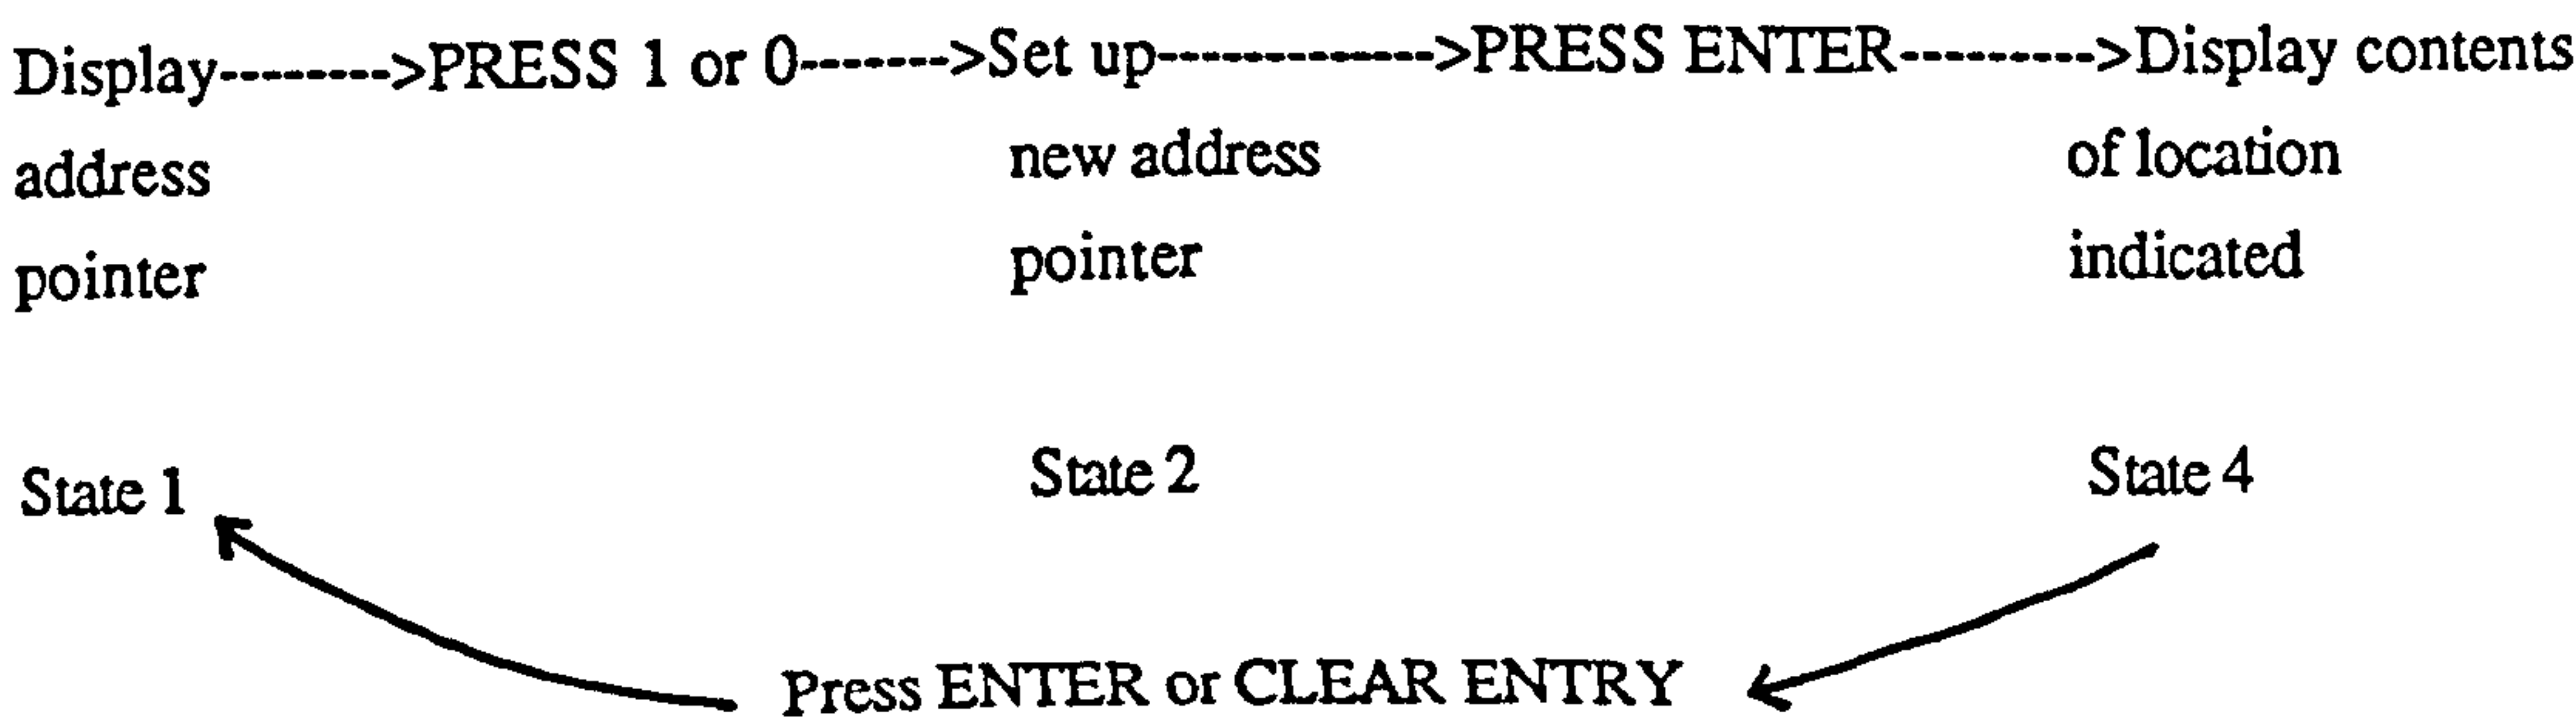 Display-------->PRESS 1 or 0------->Set up------------->PRESS ENTER--------->Display contents
address new address of location
pointer pointer indicated
State 1 State 2 State 4
Press ENTER or CLEAR ENTRY